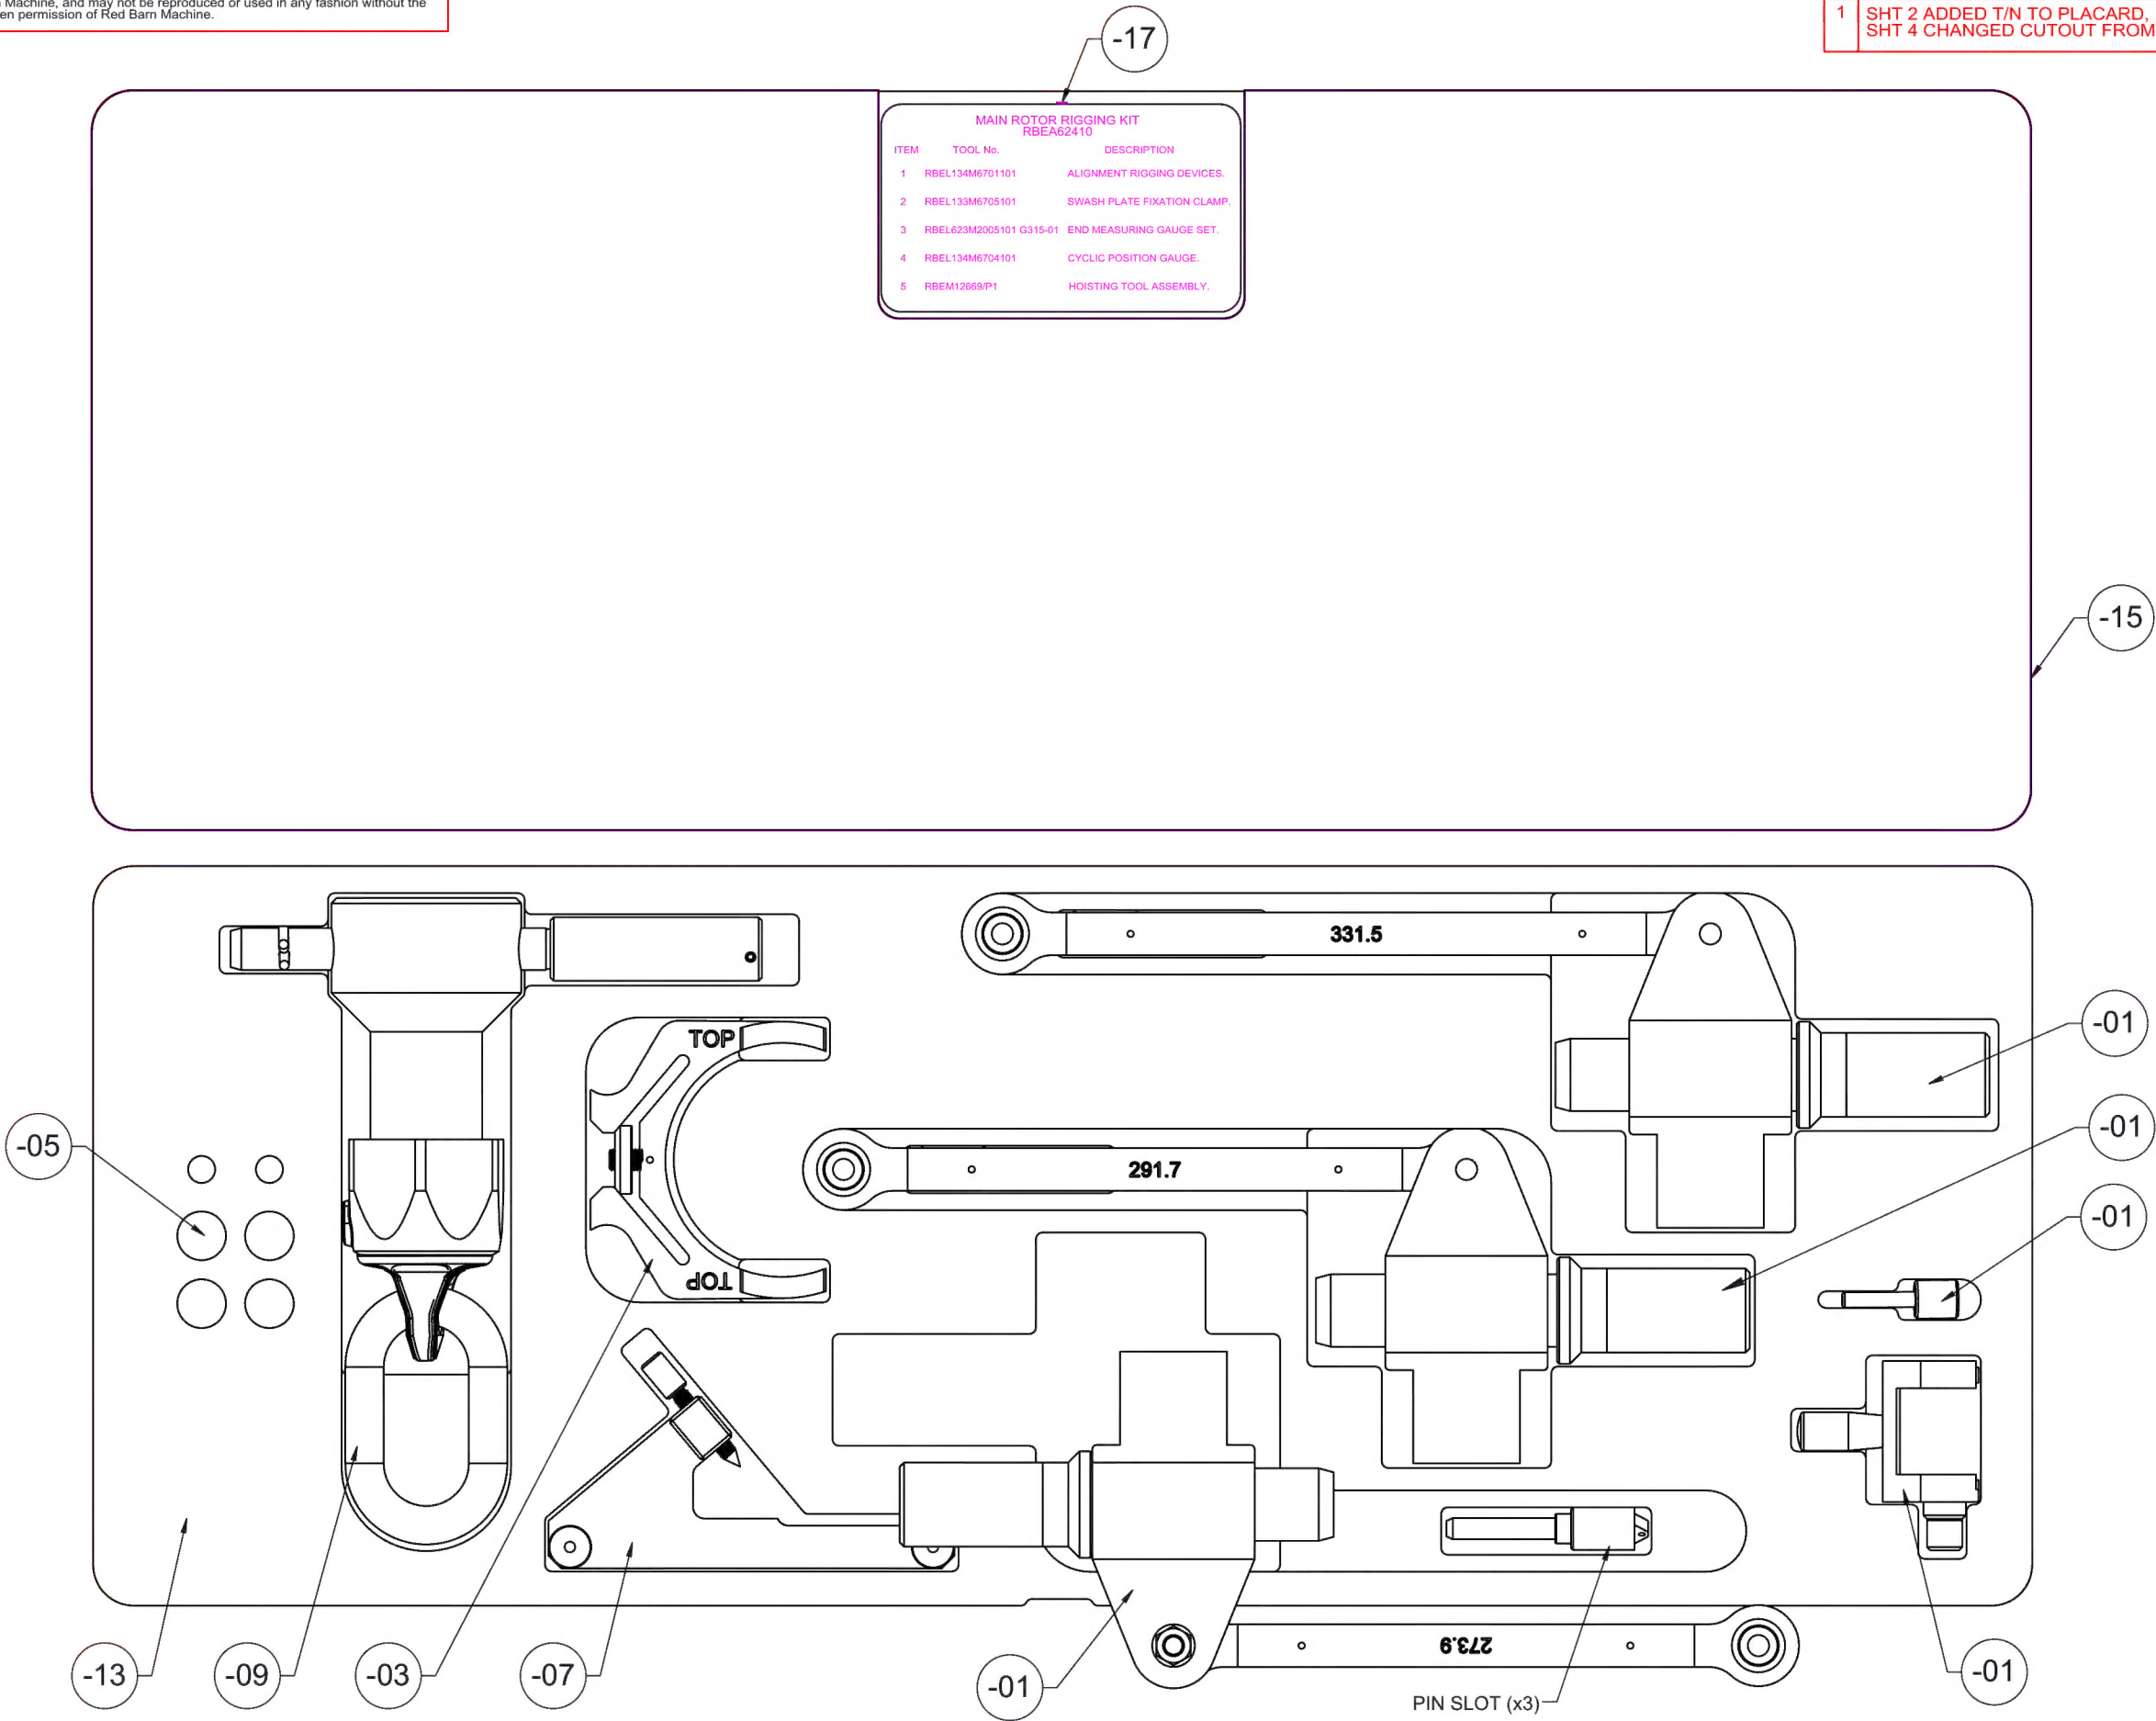 Machine, and may not be reproduced or used in any fashion without the
permission of Red Barn Machine.
1 SHT 2 ADDED T/N TO PLACARD,
SHT 4 CHANGED CUTOUT FROM
-17
MAIN ROTOR RIGGING KIT
RBEA62410
ITEM TOOL No. DESCRIPTION
1 RBEL134M6701101 ALIGNMENT RIGGING DEVICES.
2 RBEL133M6705101 SWASH PLATE FIXATION CLAMP.
3 RBEL623M2005101 G315-01 END MEASURING GAUGE SET.
4 RBEL134M6704101 CYCLIC POSITION GAUGE.
5 RBEM12669/P1 HOISTING TOOL ASSEMBLY.
-15
331.5
-01
TOP
-01
-05
291.7
-01
TOP
273.9
-13
-09
-03
-07
-01
PIN SLOT (x3)
-01